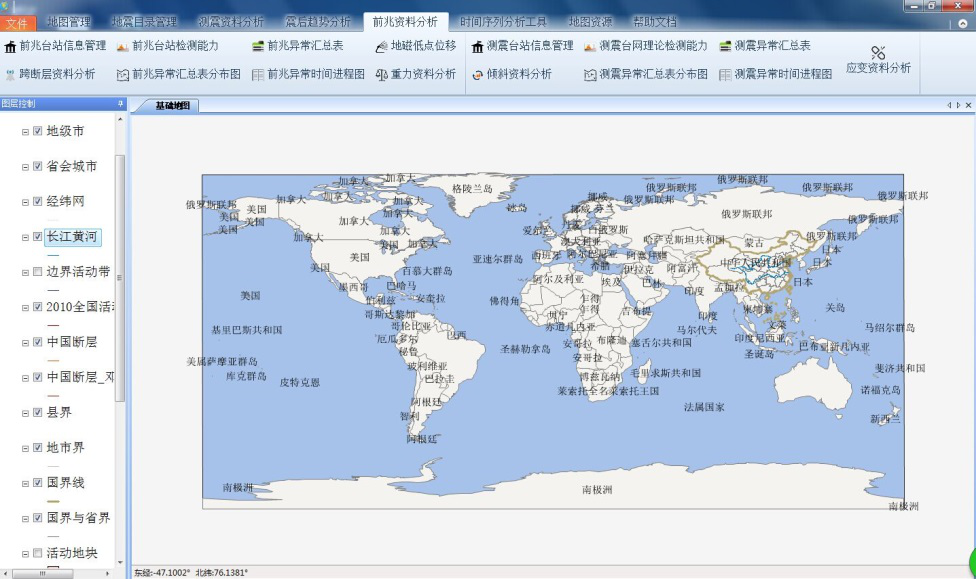 文件 地图管理 地震目录管理 测震资料分析 震后趋势分析 前兆资料分析 时间序列分析工具 地图资源 帮助文档
前兆台站信息管理 前兆台站检测能力 前兆异常汇总表 地磁低点位移 测震台站信息管理 测震台网理论检测能力 测震异常汇总表
跨断层资料分析 前兆异常汇总表分布图 前兆异常时间进程图 重力资料分析 倾斜资料分析 测震异常汇总表分布图 测震异常时间进程图 应变资料分析
图层控制
基础地图
地级市
省会城市
经纬网
长江黄河
边界活动带
2010全国活
中国断层
中国断层_邓
县界
地市界
国界线
国界与省界
活动地块
加拿大 加拿大 俄罗斯联邦
格陵兰岛 俄罗斯联邦 俄罗斯联邦
加拿大 加拿大 加拿大 挪威 俄罗斯联邦 俄罗斯联邦
俄罗斯联邦 美国 加拿大 冰岛 挪威 芬兰 俄罗斯联邦
美国 美国 加拿大 俄罗斯联邦
美国 加拿大 爱尔 白俄罗斯
加拿大 美国 加拿大 澳大利亚 哈萨克斯坦共和国 蒙古 俄罗斯联邦
美国 亚速尔群岛 西班牙 阿尔巴尼亚 阿塞拜疆 日本
美国 百慕大群岛 希腊 伊拉克 阿富汗 中华人民共和国 日本
墨西哥 巴哈马 阿尔及利亚 埃及 巴林 印度 孟加拉 日本
美国 伯利兹 安奎拉 佛得角 乍得
哥斯达黎加 乍得 吉布提 印度 柬埔寨 关岛
基里巴斯共和国 哥伦比亚 赤道几内亚 马尔代夫 文莱 马绍尔群岛
厄瓜多尔 巴西 安哥拉 布隆迪 塞舌尔共和国 印度尼西亚
秘鲁 圣赫勒拿岛 安哥拉 圣诞岛 巴布亚新几内亚
美属萨摩亚群岛 玻利维亚 斐济共和国
库克群岛 皮特克恩 巴拉圭 博兹瓦纳 毛里求斯共和国
莱索托全名莱索托王国 诺福克岛
阿根廷 法属国家
智利 新西兰
阿根廷
南极洲 南极洲
南极洲
东经:-47.1002° 北纬:76.1381°